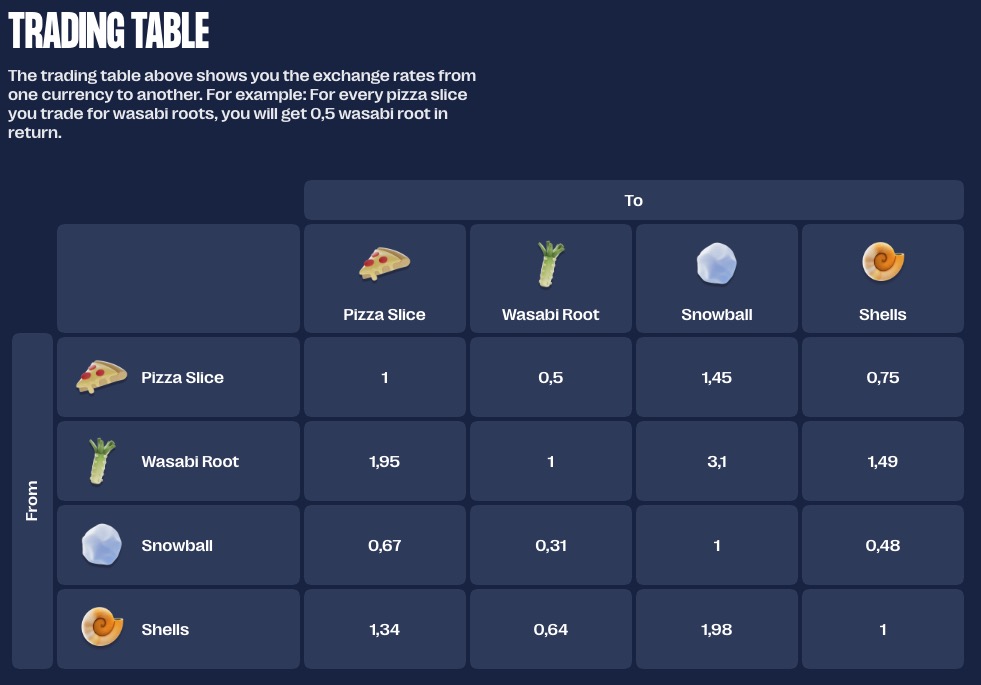 TRADING TABLE
The trading table above shows you the exchange rates from
one currency to another. For example: For every pizza slice
you trade for wasabi roots, you will get 0,5 wasabi root in
return.
To
Pizza Slice Wasabi Root Snowball Shells
From
Pizza Slice 1 0,5 1,45 0,75
Wasabi Root 1,95 1 3,1 1,49
Snowball 0,67 0,31 1 0,48
Shells 1,34 0,64 1,98 1